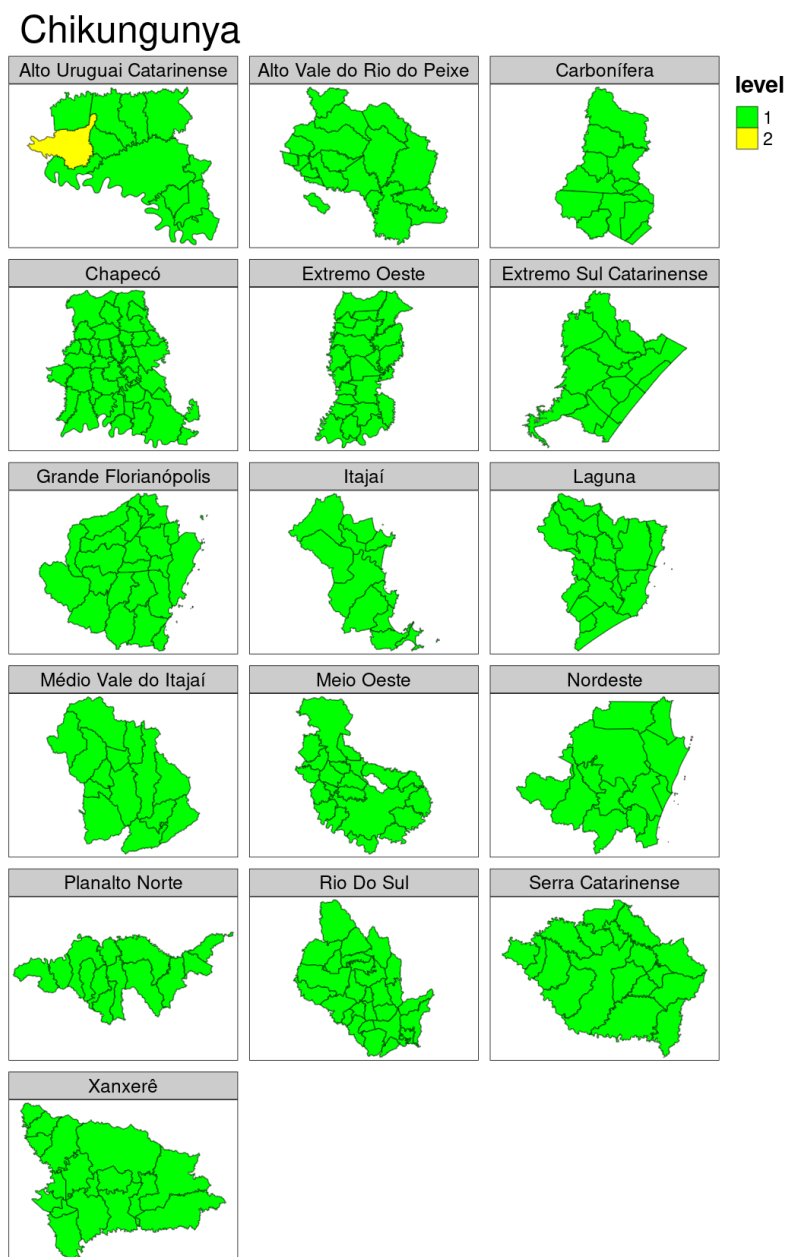 Chikungunya
Alto Uruguai Catarinense
Alto Vale do Rio do Peixe
Carbonífera
level
1
2
Chapecó
Extremo Oeste
Extremo Sul Catarinense
Grande Florianópolis
Itajaí
Laguna
Médio Vale do Itajaí
Meio Oeste
Nordeste
Planalto Norte
Rio Do Sul
Serra Catarinense
Xanxerê